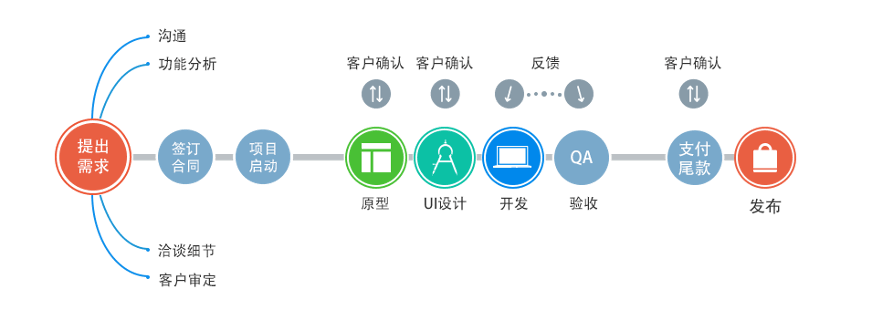 沟通
功能分析
提出
需求
洽谈细节
客户审定
签订
合同
项目
启动
客户确认
原型
客户确认
UI设计
反馈
开发
QA
验收
客户确认
支付
尾款
发布